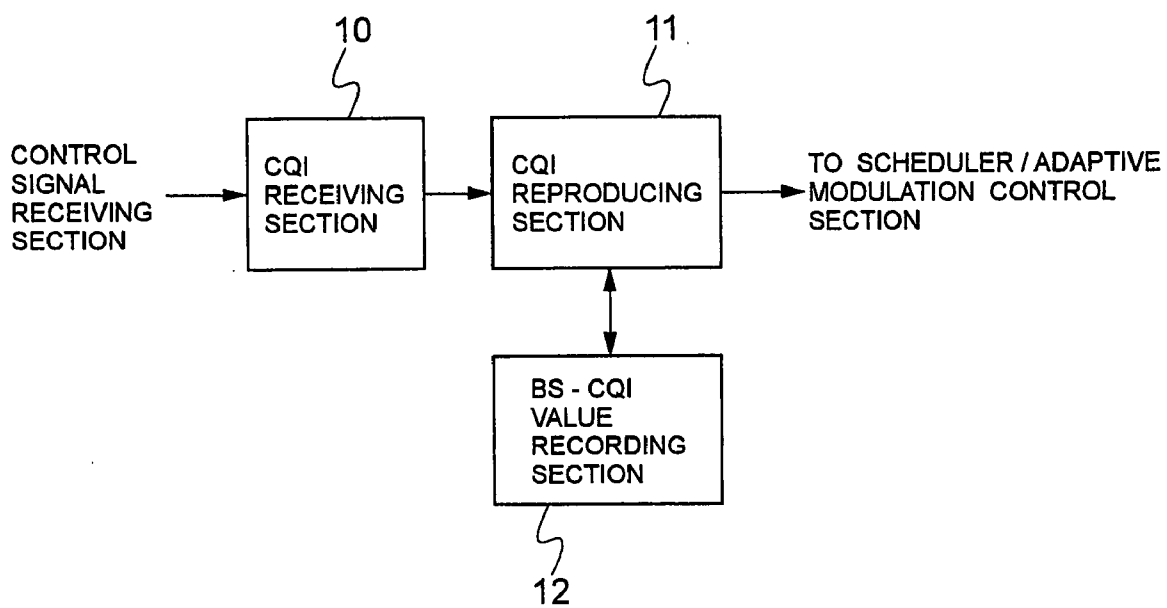 10
11
CONTROL
SIGNAL
RECEIVING
SECTION
CQI
RECEIVING
SECTION
CQI
REPRODUCING
SECTION
TO SCHEDULER / ADAPTIVE
MODULATION CONTROL
SECTION
BS - CQI
VALUE
RECORDING
SECTION
12